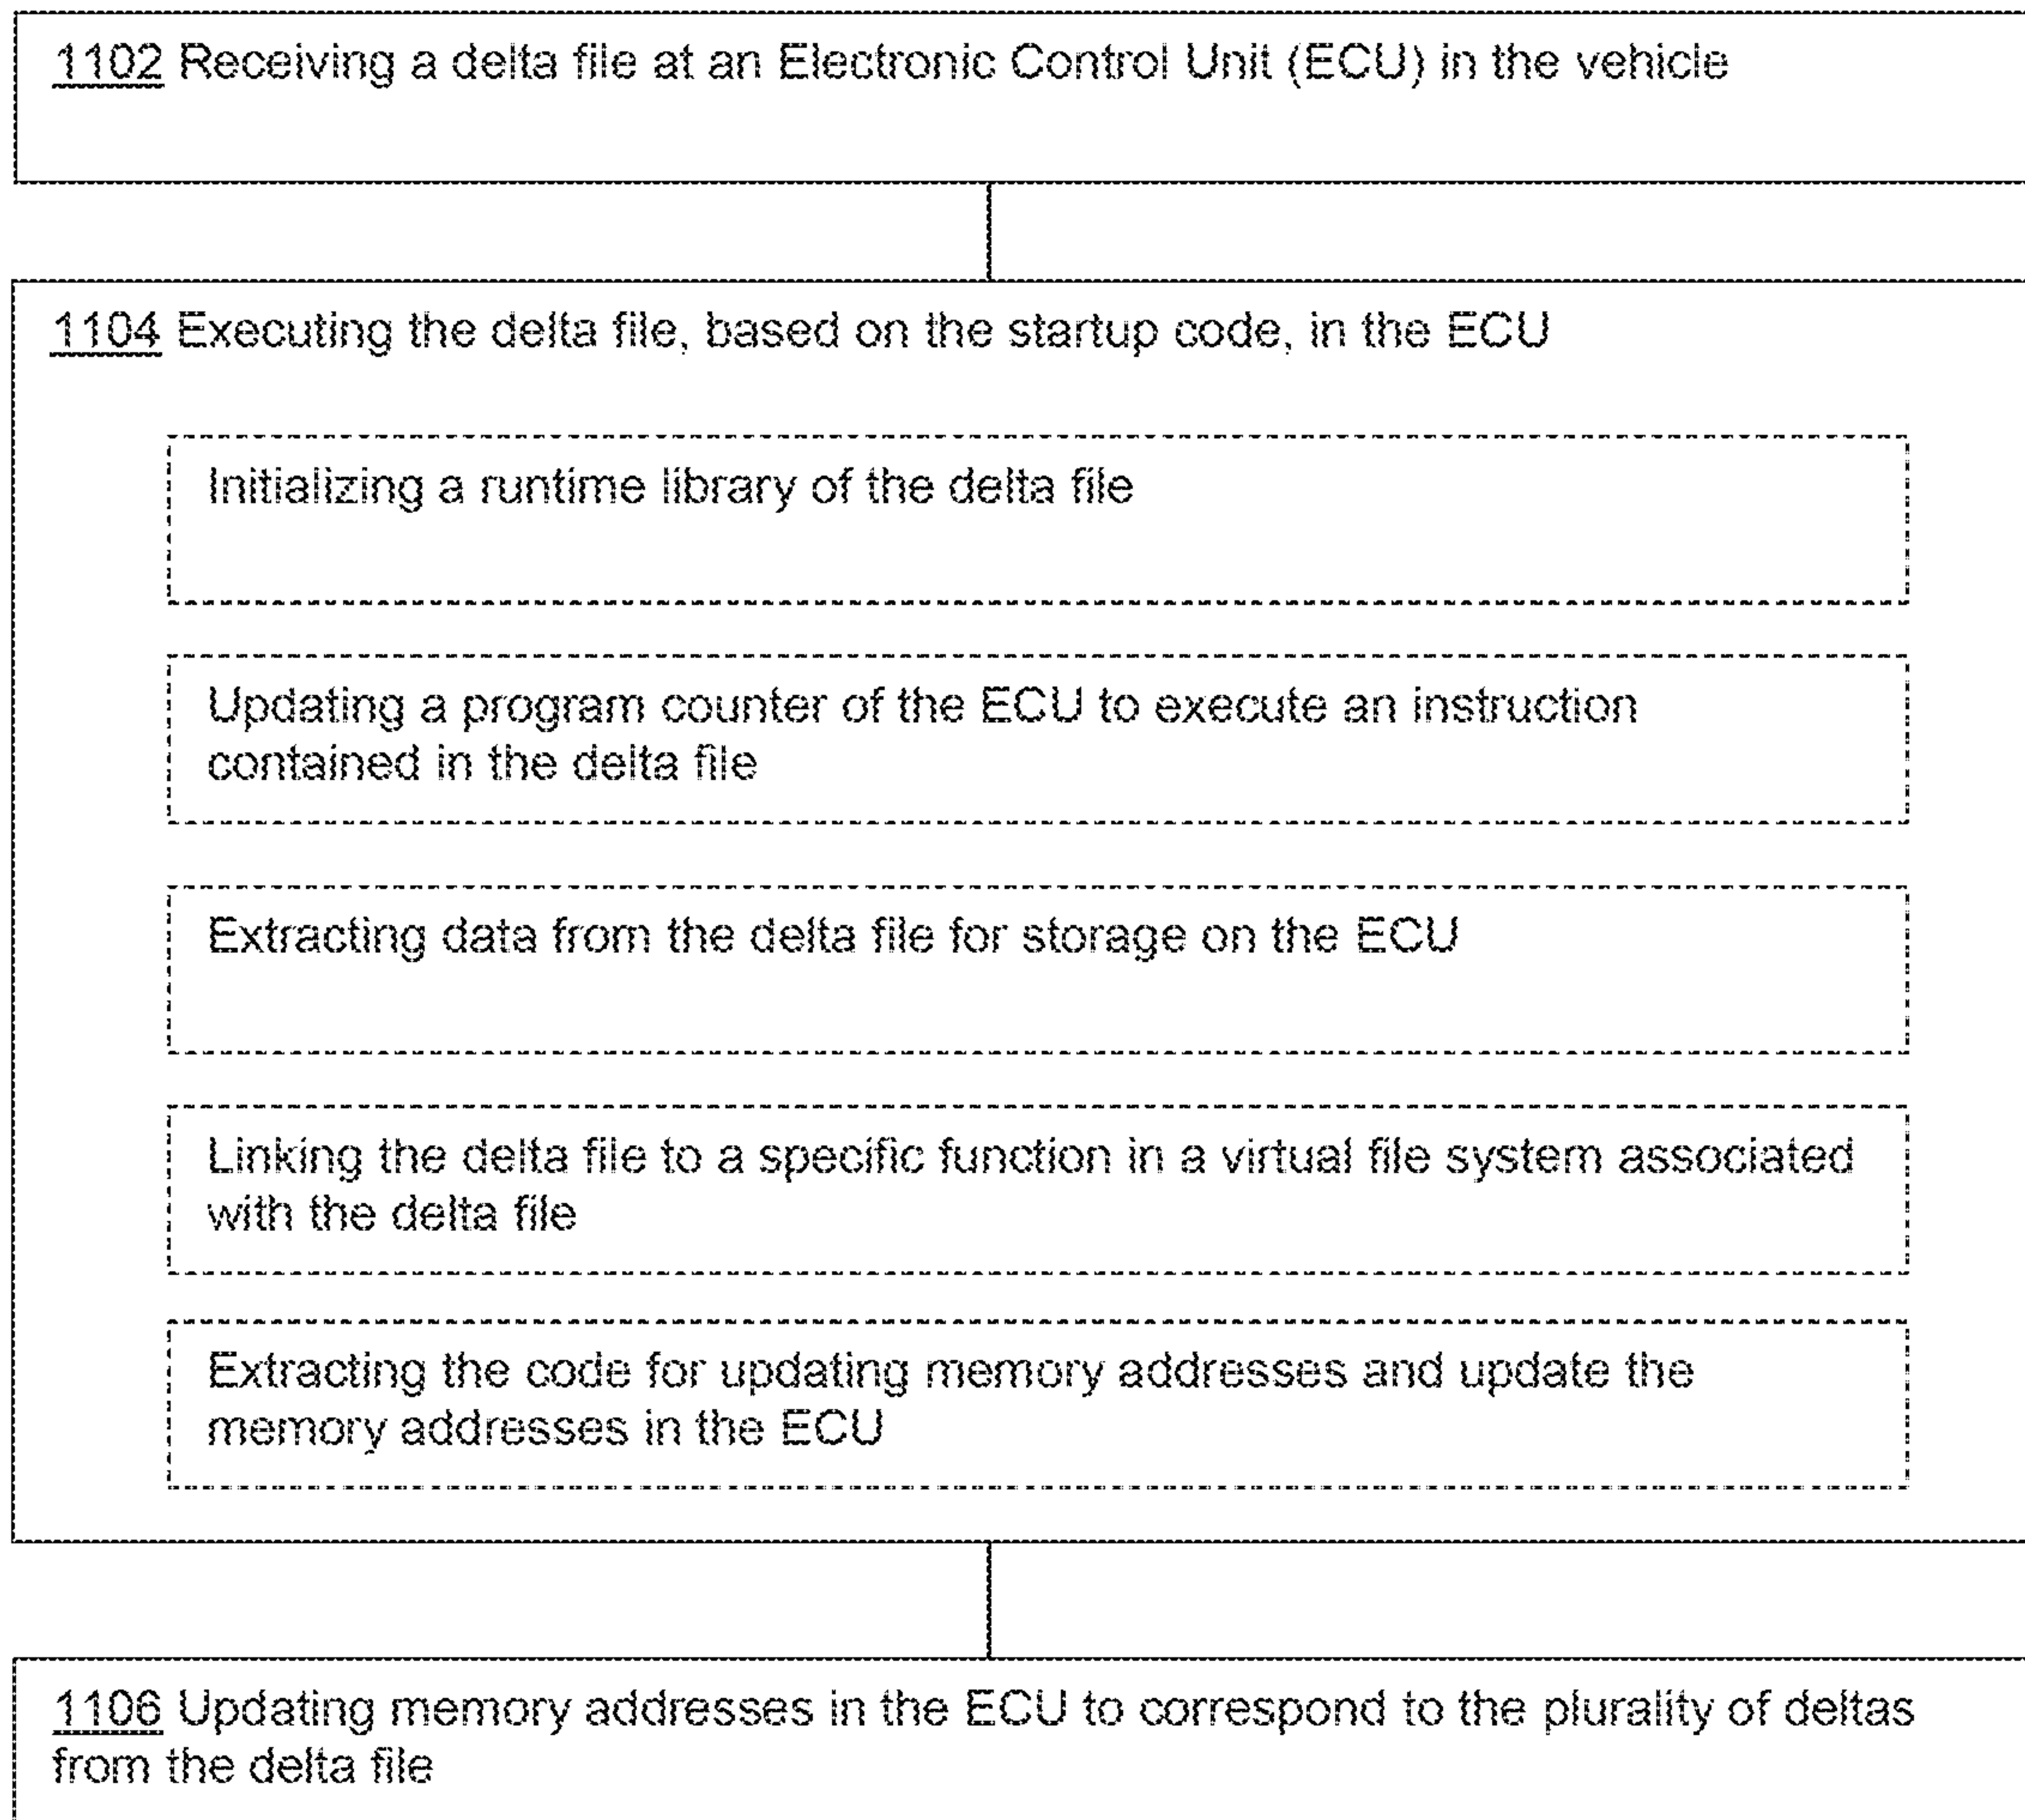 1102 Receiving a delta file at an Electronic Control Unit (ECU) in the vehicle
1104 Executing the delta file, based on the startup code, in the ECU
Initializing a runtime library of the delta file
Updating a program counter of the ECU to execute an instruction
contained in the delta file
Extracting data from the delta file for storage on the ECU
Linking the delta file to a specific function in a virtual file system associated
with the delta file
Extracting the code for updating memory addresses and update the
memory addresses in the ECU
1106 Updating memory addresses in the ECU to correspond to the plurality of deltas
from the delta file